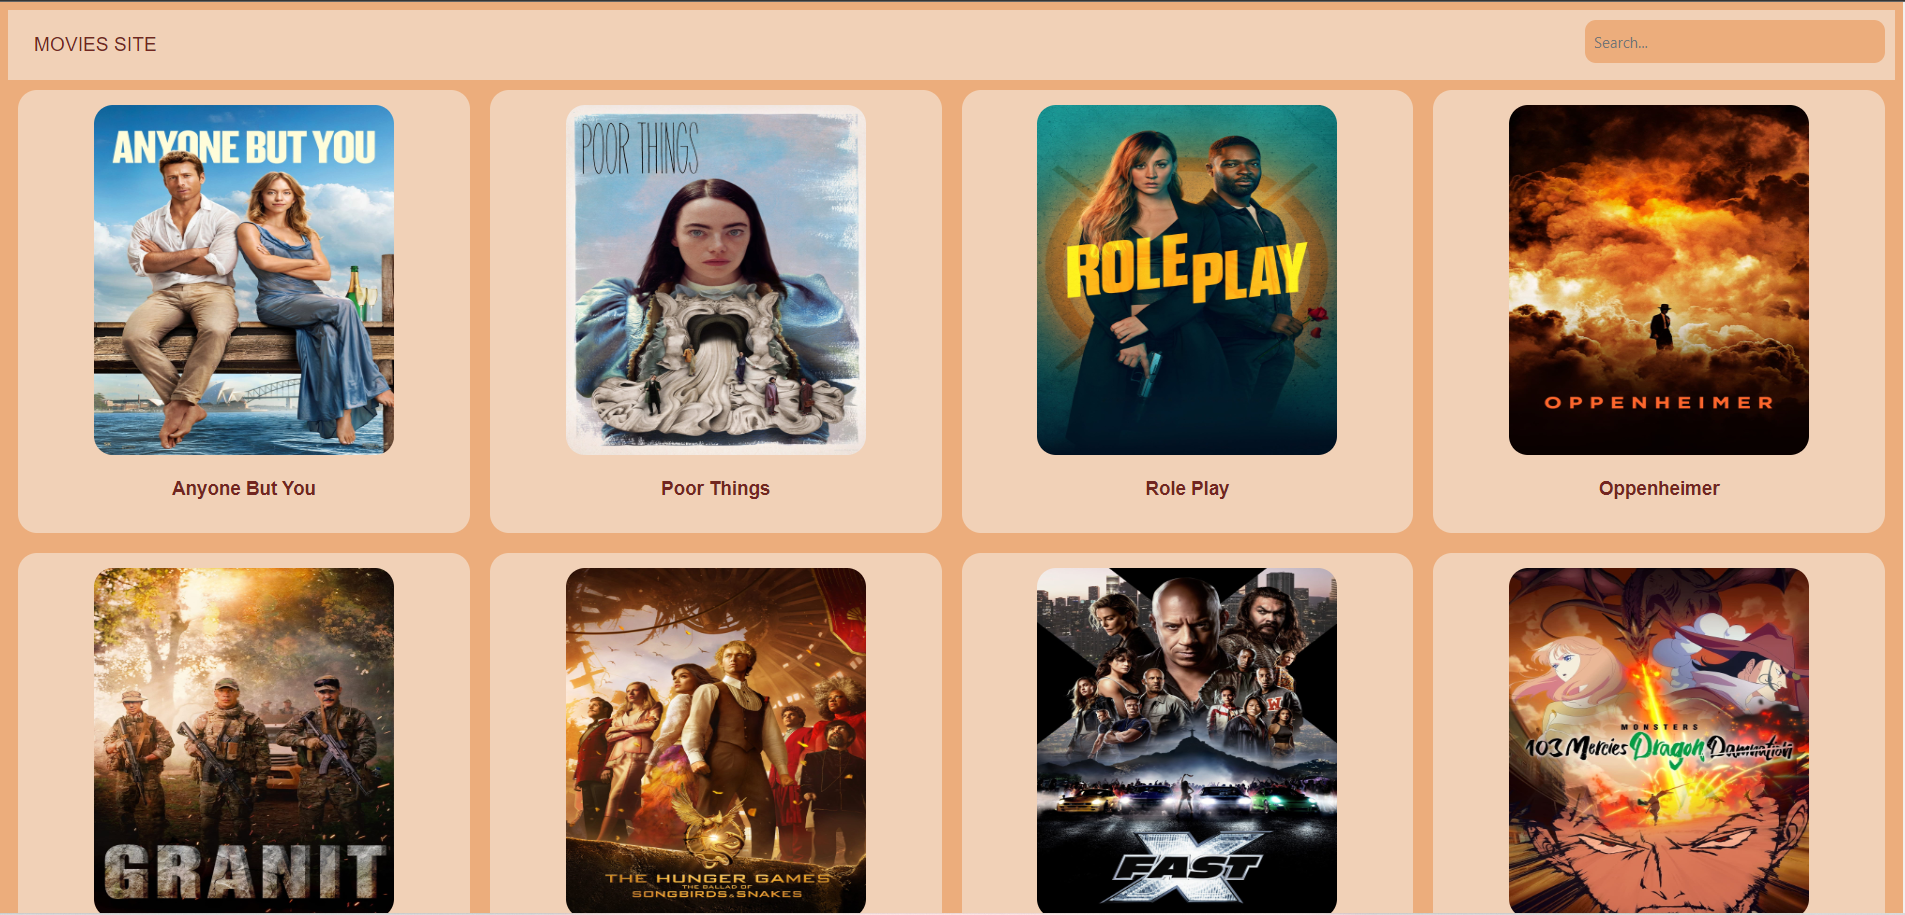 MOVIES SITE
Search...
ANYONE BUT YOU
POOR THINGS
ROLE PLAY
OPPENHEIMER
Anyone But You
Poor Things
Role Play
Oppenheimer
GRANIT
THE HUNGER GAMES
THE BALLAD OF
SONGBIRDS & SNAKES
W
FAST X
MONSTERS
103 Mercies Dragon Damnation